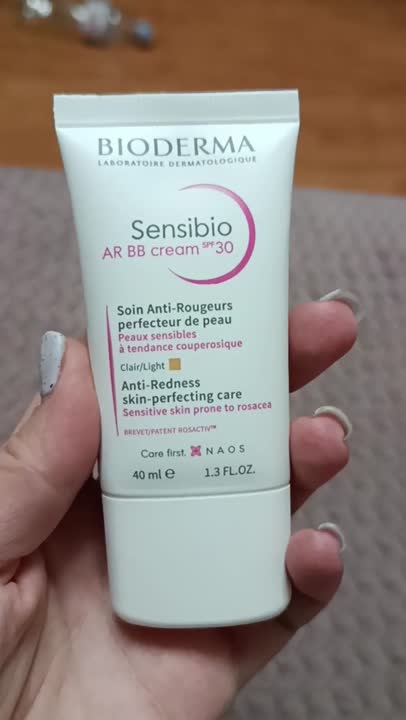 BIODERMA
LABORATOIRE DERMATOLOGIQUE
Sensibio
AR BB cream SPF 30
Soin Anti-Rougeurs
perfecteur de peau
Peaux sensibles
à tendance couperosique
Clair/Light
Anti-Redness
skin-perfecting care
Sensitive skin prone to rosacea
BREVET/PATENT ROSACTIV™
Care first. NAOS
40 ml e 1.3 FL.OZ.